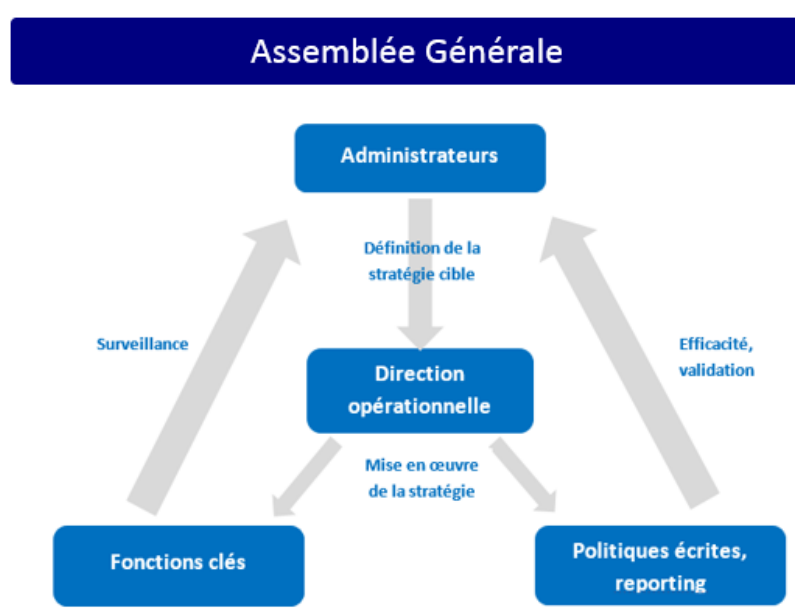 Assemblée Générale
Administrateurs
Définition de la
stratégie cible
Surveillance
Efficacité,
validation
Direction
opérationnelle
Mise en œuvre
de la stratégie
Fonctions clés
Politiques écrites,
reporting